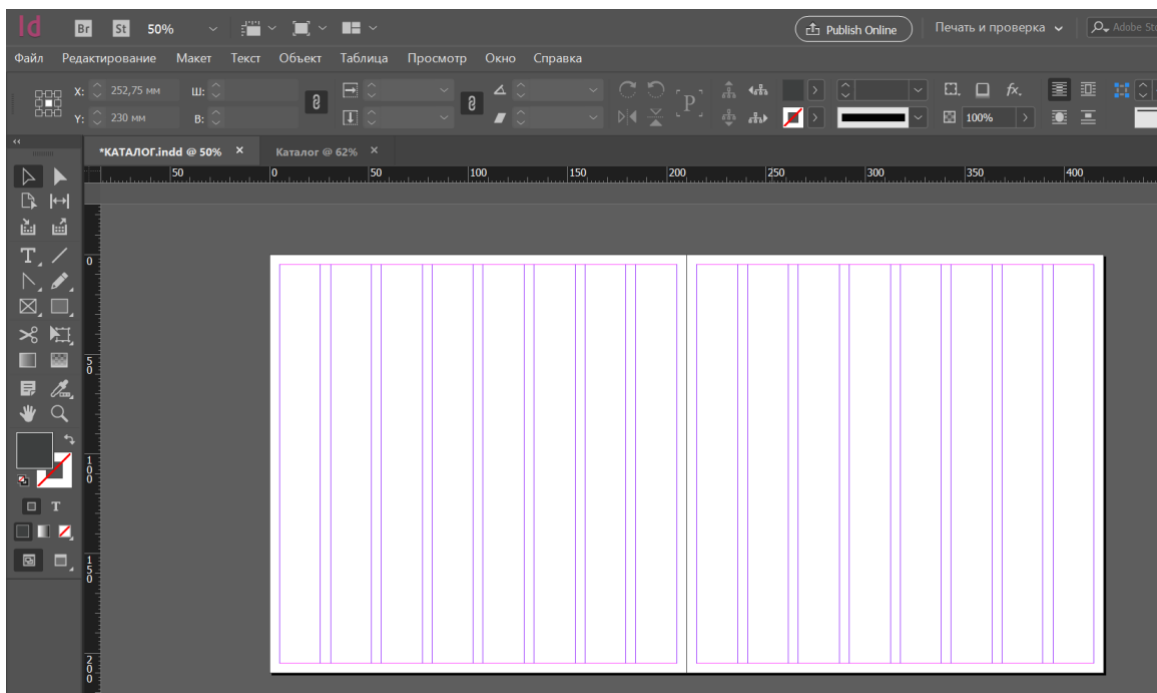 Id Br St 50% Publish Online Печать и проверка Adobe St
Файл Редактирование Макет Текст Объект Таблица Просмотр Окно Справка
X: 252,75 мм Ш: P fx.
Y: 230 мм В: 100%
*КАТАЛОГ.indd @ 50% × Каталог @ 62% ×
50 0 50 100 150 200 250 300 350 400
T
0
50
100
T
150
200